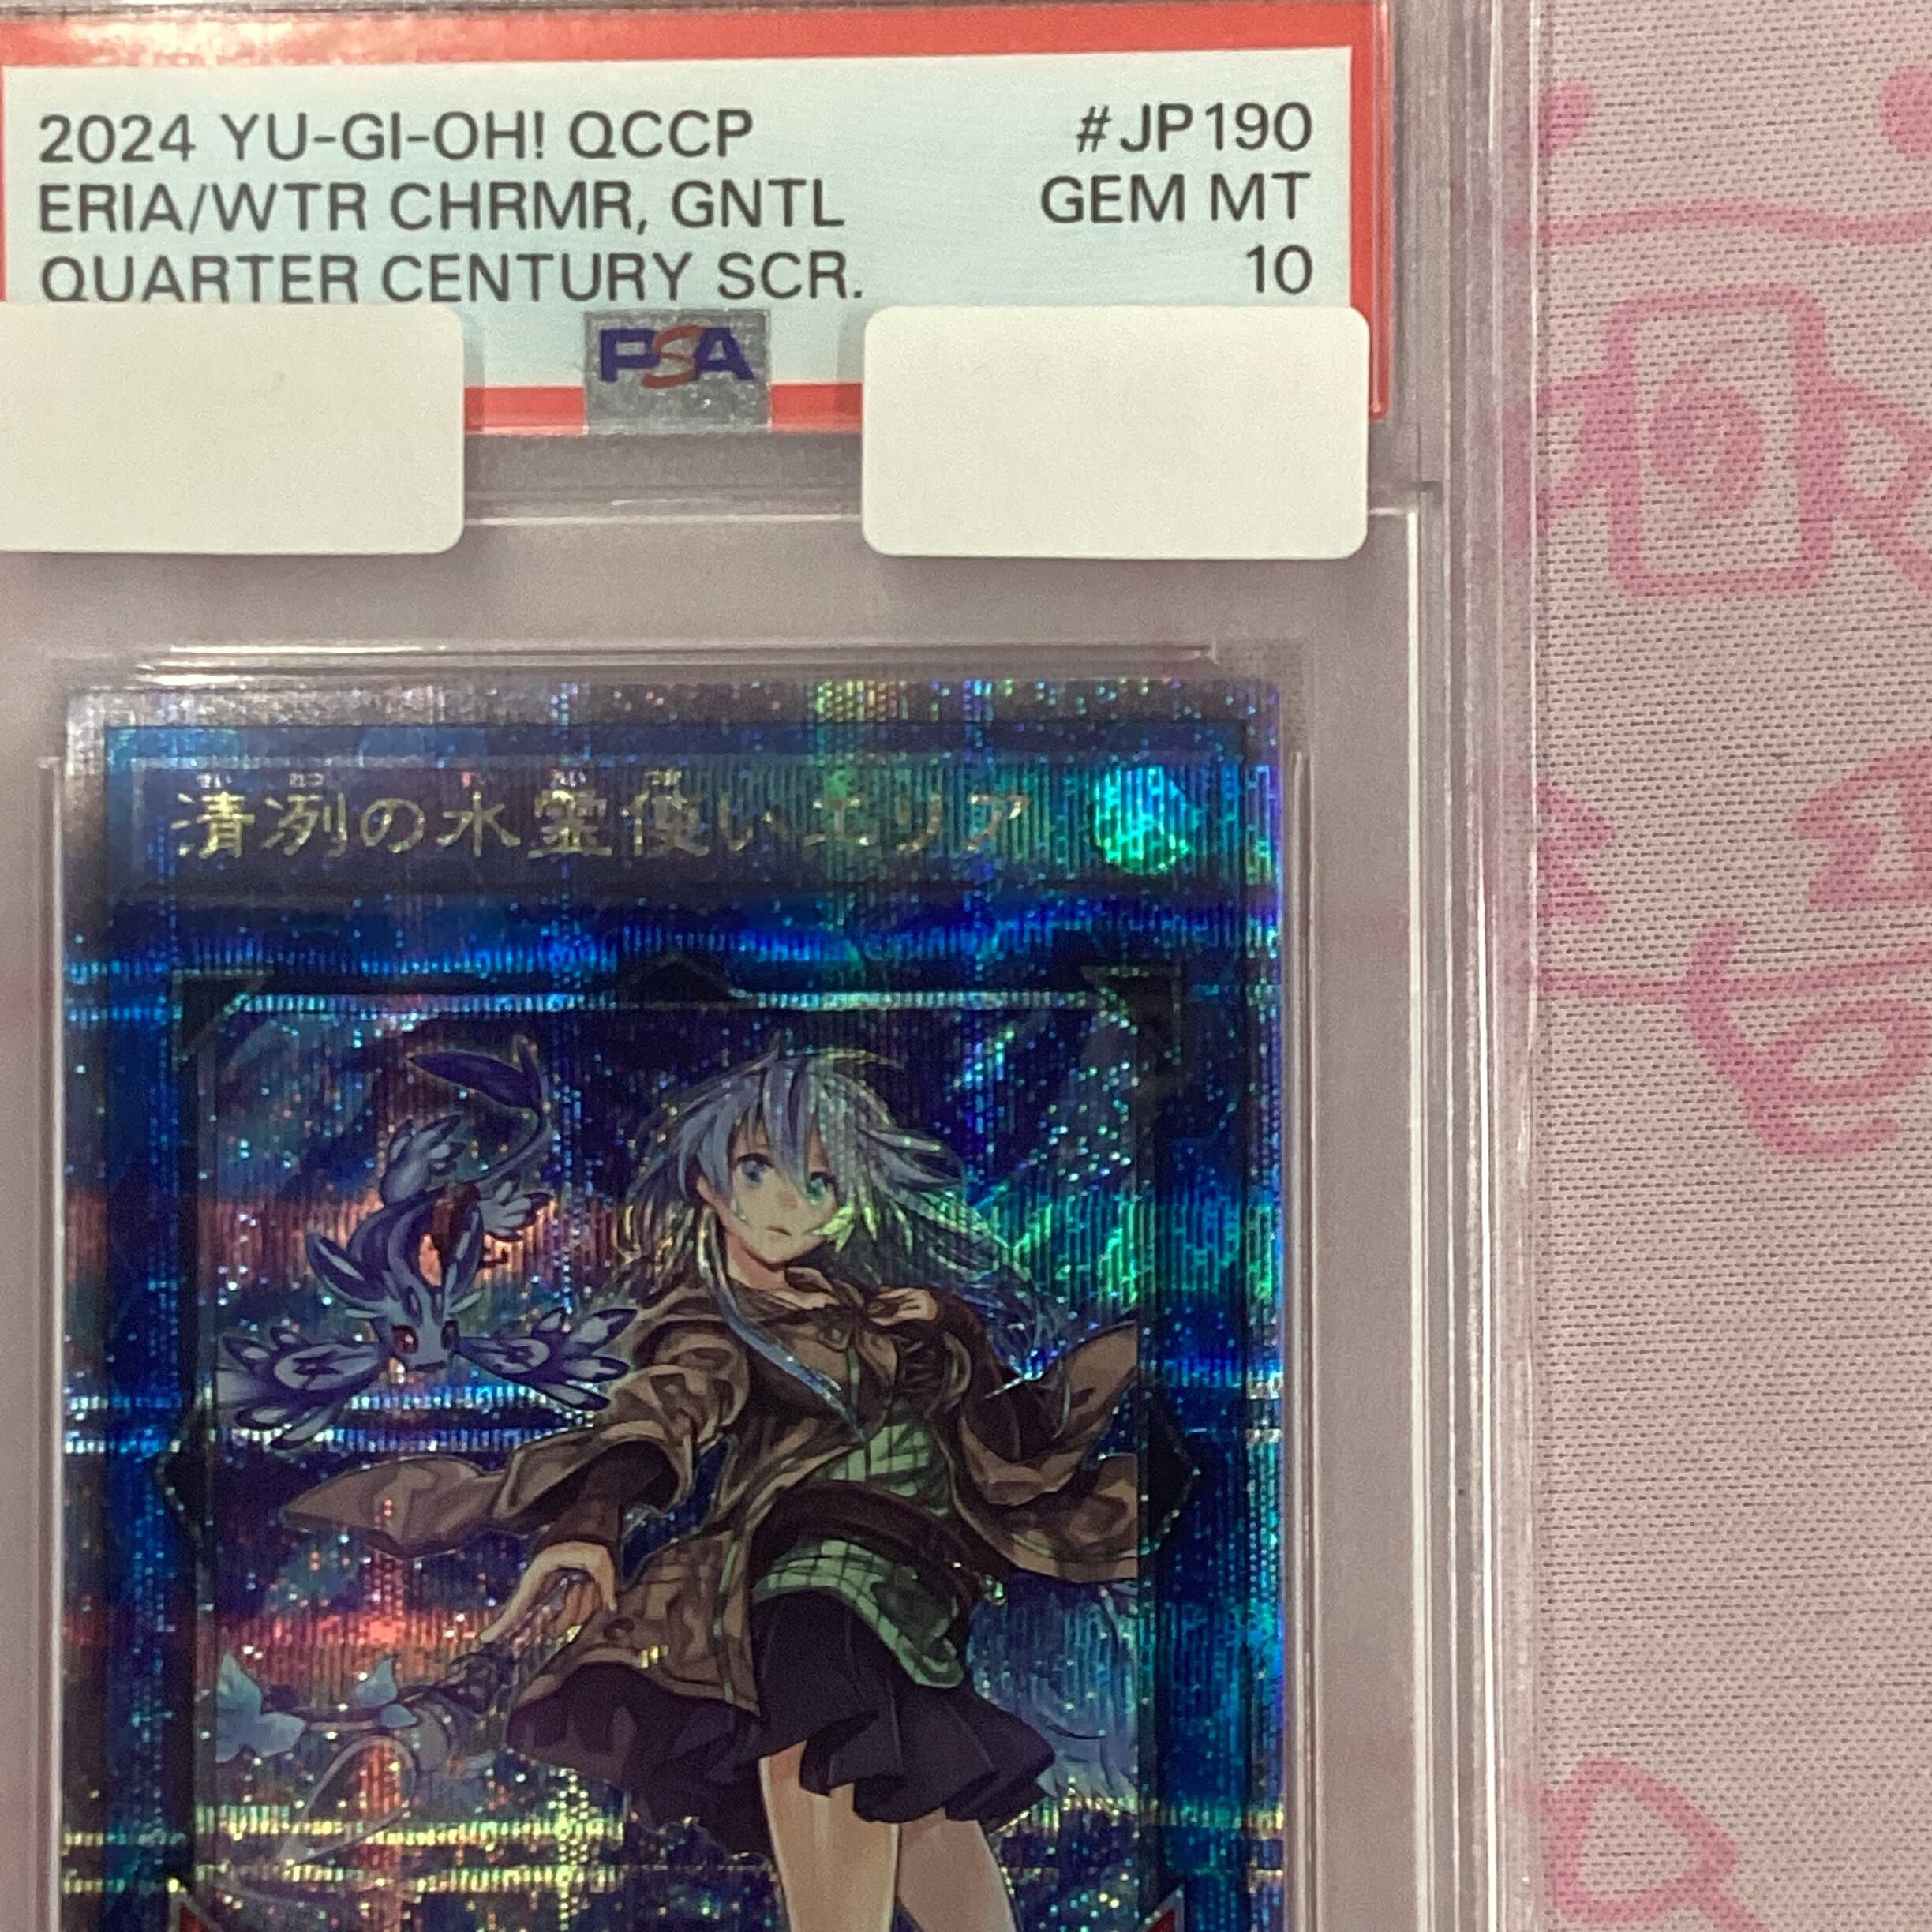 2024 YU-GI-OH! QCCP #JP190
ERIA/WTR CHRMR, GNTL GEM MT
QUARTER CENTURY SCR. 10
PSA
清冽の水霊使いエリア